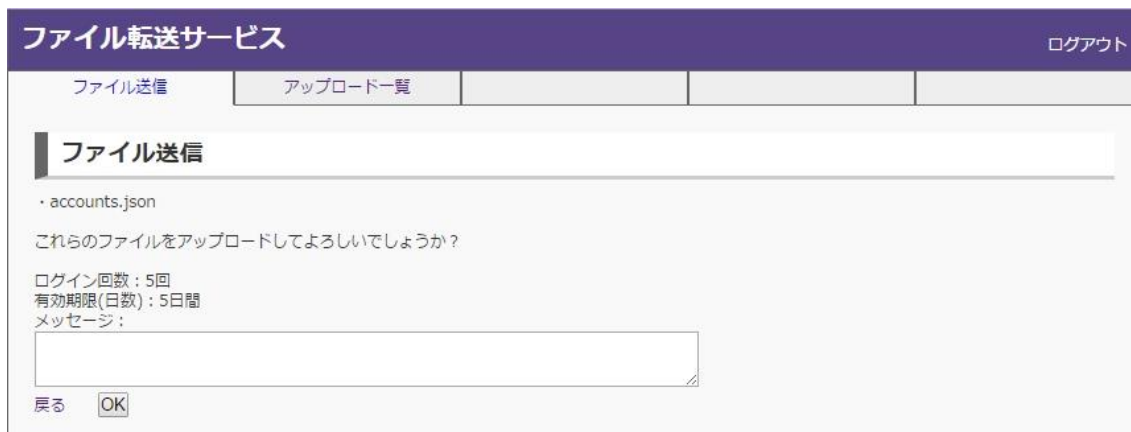 ファイル転送サービス
ログアウト
ファイル送信
アップロード一覧
ファイル送信
・accounts.json
これらのファイルをアップロードしてよろしいでしょうか？
ログイン回数：5回
有効期限(日数)：5日間
メッセージ：
戻る OK